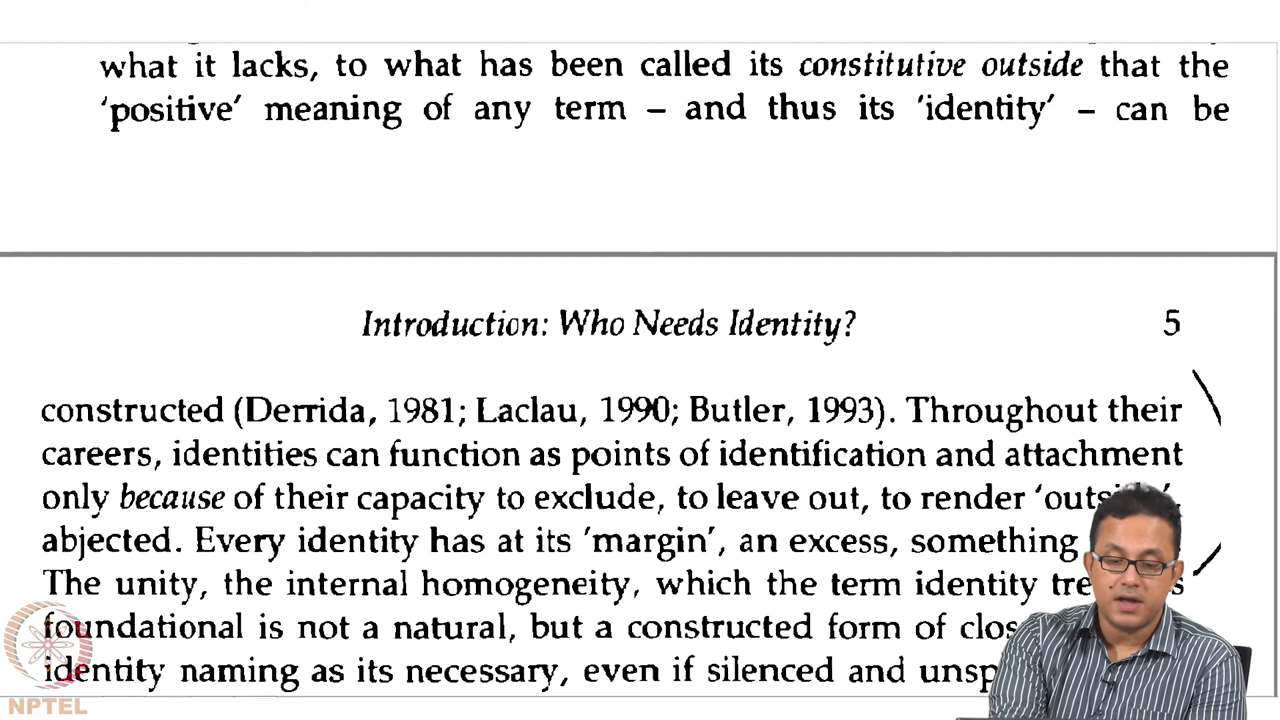 what it lacks, to what has been called its constitutive outside that the
'positive' meaning of any term – and thus its 'identity' – can be
Introduction: Who Needs Identity?
5
constructed (Derrida, 1981; Laclau, 1990; Butler, 1993). Throughout their
careers, identities can function as points of identification and attachment
only because of their capacity to exclude, to leave out, to render
abjected. Every identity has at its 'margin', an excess, something
The unity, the internal homogeneity, which the term identity
foundational is not a natural, but a constructed form of
identity naming as its necessary, even if silenced and
NPTEL